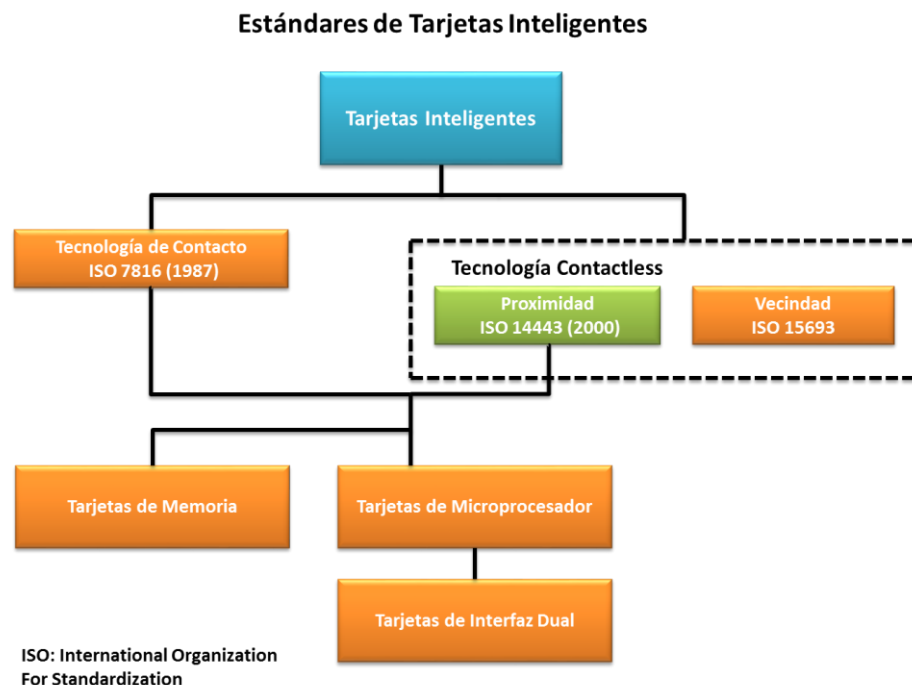 Estándares de Tarjetas Inteligentes
Tarjetas Inteligentes
Tecnología de Contacto
ISO 7816 (1987)
Tecnología Contactless
Proximidad
ISO 14443 (2000)
Vecindad
ISO 15693
Tarjetas de Memoria
Tarjetas de Microprocesador
Tarjetas de Interfaz Dual
ISO: International Organization
For Standardization